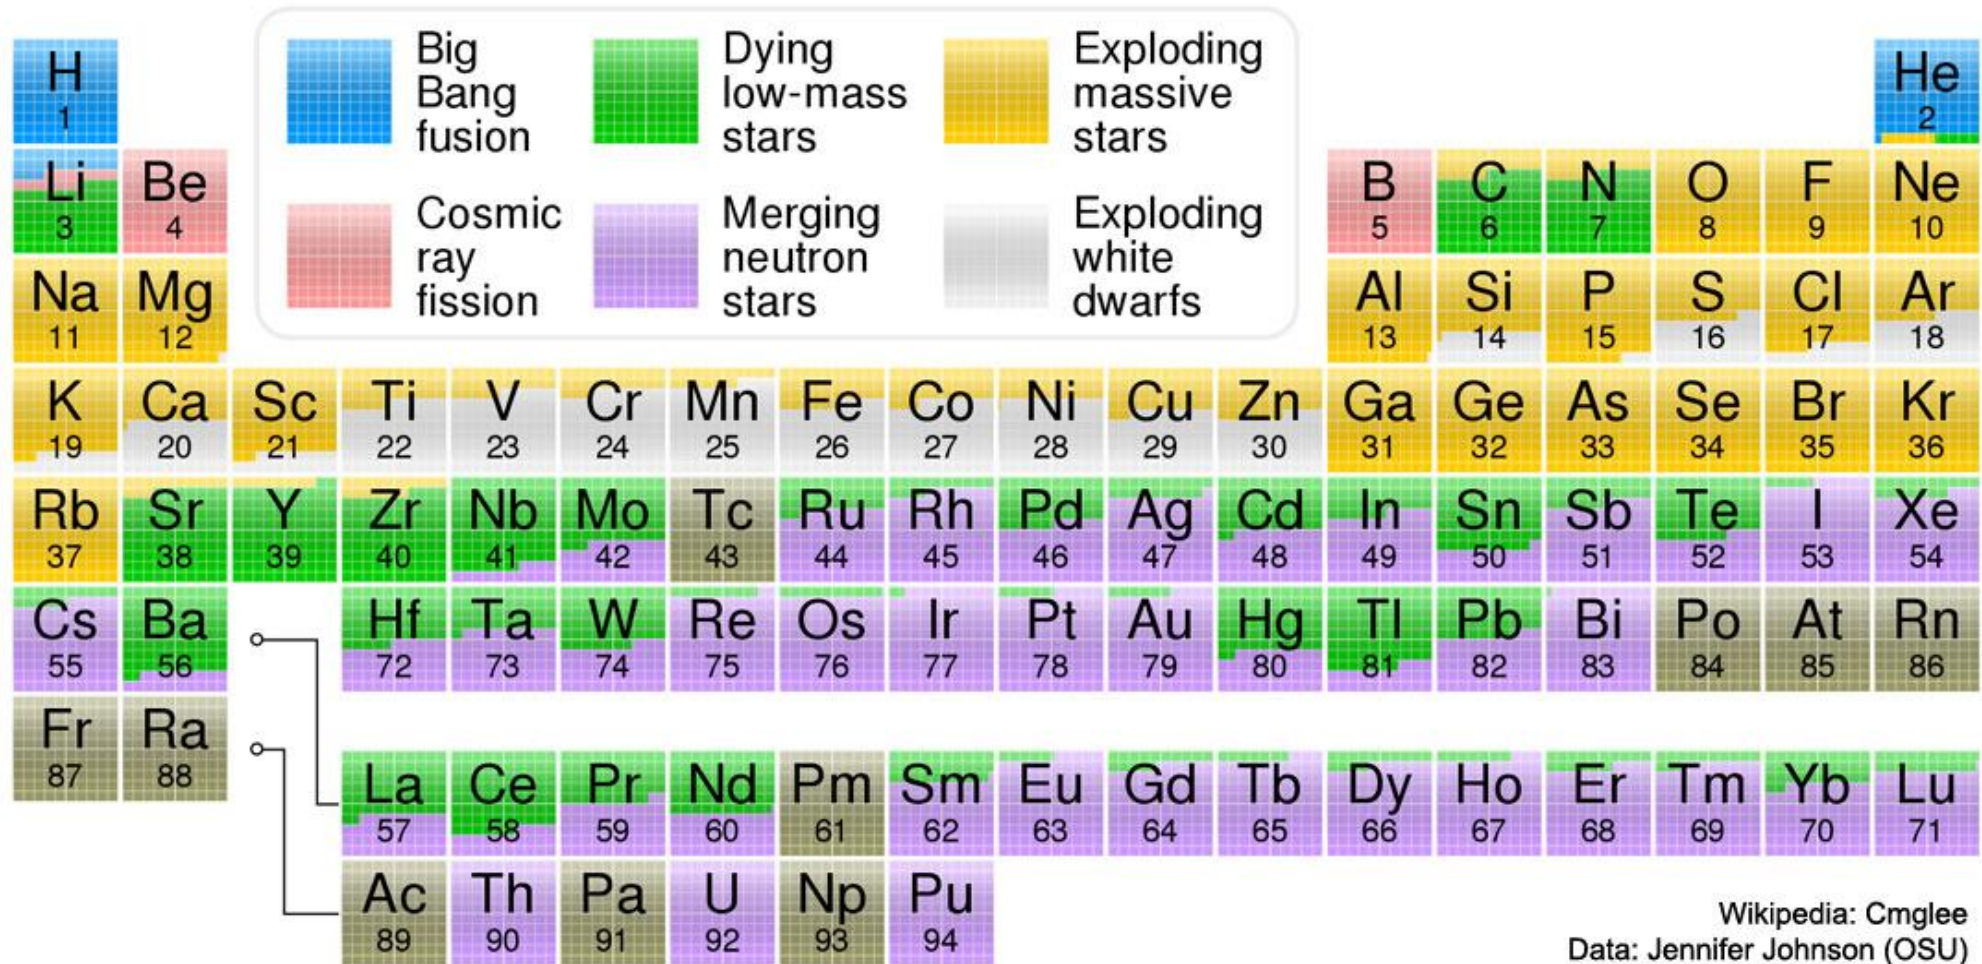 Big
Bang
fusion
Dying
low-mass
stars
Exploding
massive
stars
Cosmic
ray
fission
Merging
neutron
stars
Exploding
white
dwarfs
H He
1 2
Li Be B C N O F Ne
3 4 5 6 7 8 9 10
Na Mg Al Si P S Cl Ar
11 12 13 14 15 16 17 18
K Ca Sc Ti V Cr Mn Fe Co Ni Cu Zn Ga Ge As Se Br Kr
19 20 21 22 23 24 25 26 27 28 29 30 31 32 33 34 35 36
Rb Sr Y Zr Nb Mo Tc Ru Rh Pd Ag Cd In Sn Sb Te I Xe
37 38 39 40 41 42 43 44 45 46 47 48 49 50 51 52 53 54
Cs Ba Hf Ta W Re Os Ir Pt Au Hg Tl Pb Bi Po At Rn
55 56 72 73 74 75 76 77 78 79 80 81 82 83 84 85 86
Fr Ra
87 88
La Ce Pr Nd Pm Sm Eu Gd Tb Dy Ho Er Tm Yb Lu
57 58 59 60 61 62 63 64 65 66 67 68 69 70 71
Ac Th Pa U Np Pu
89 90 91 92 93 94
Wikipedia: Cmglee
Data: Jennifer Johnson (OSU)